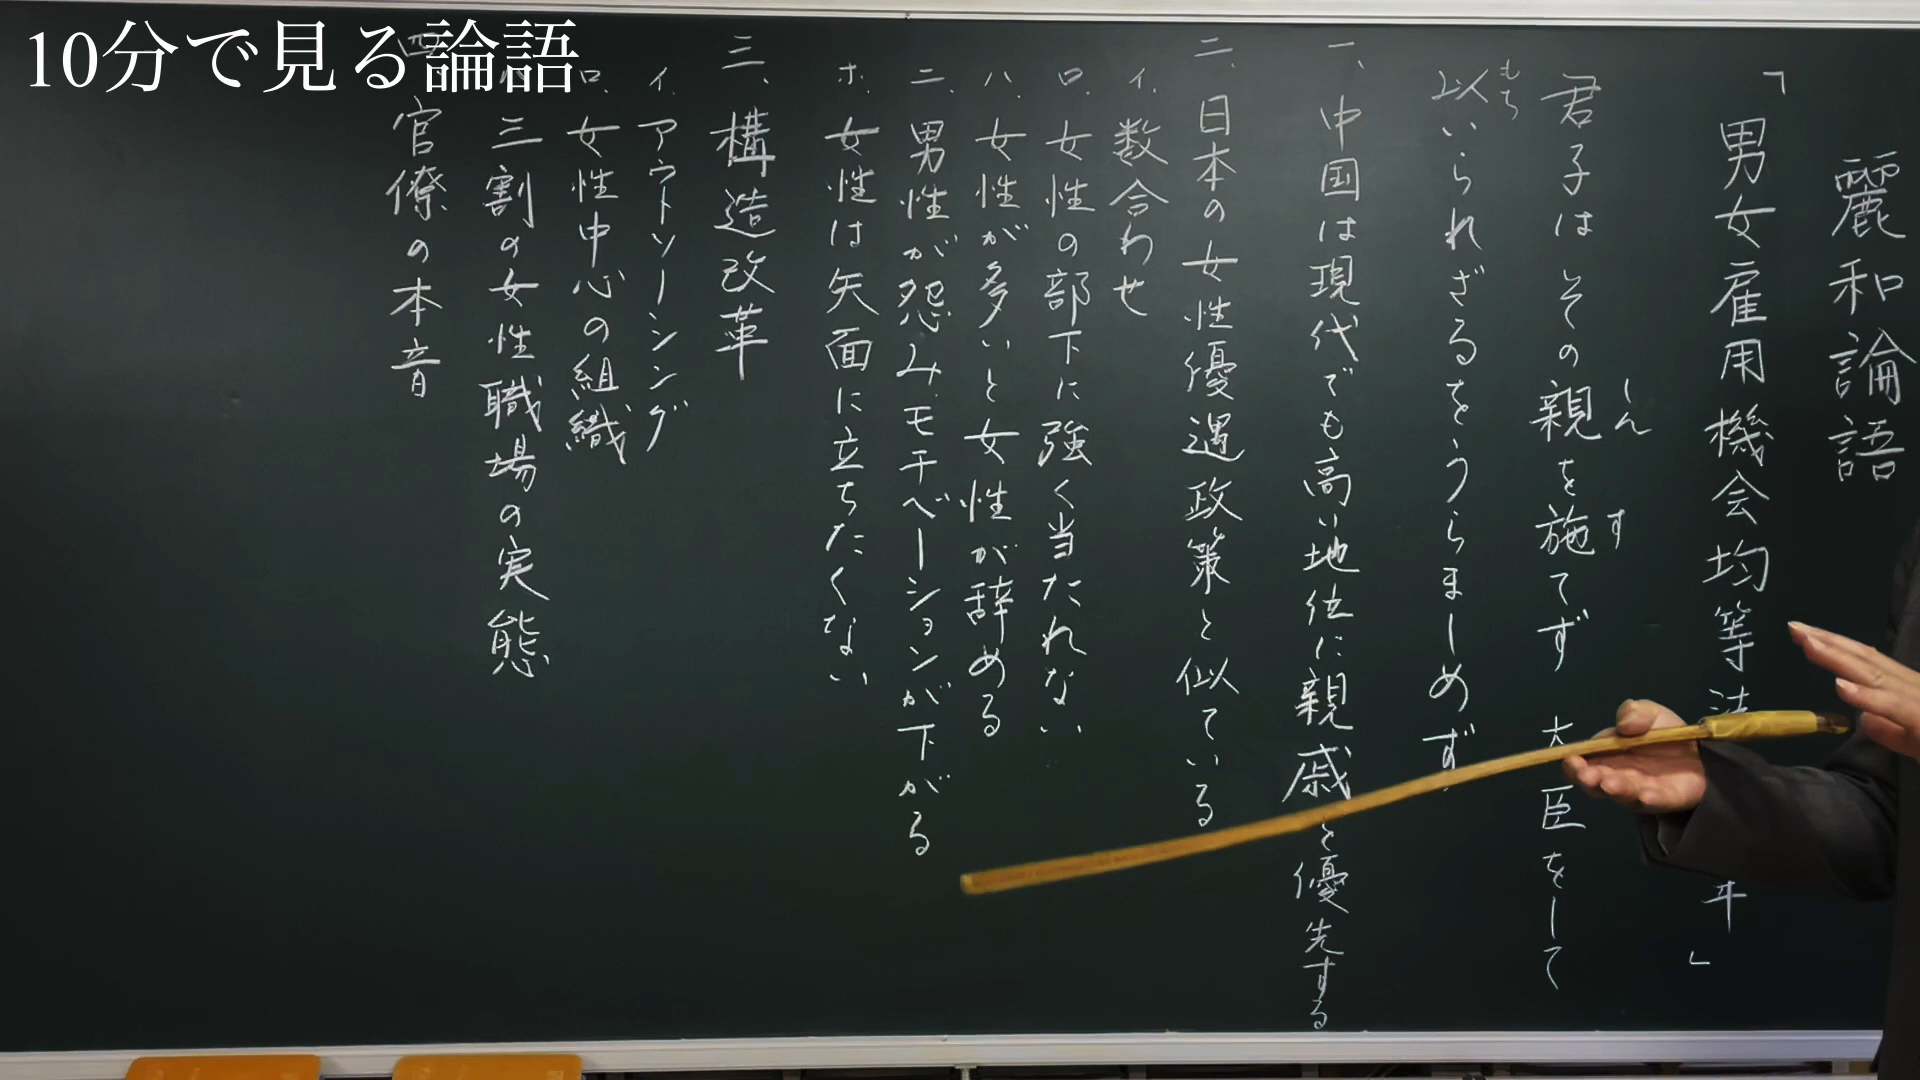 10分で見る論語
麗和論語
「男女雇用機会均等法
」
君子はその親を施てず 大臣をして
しん
す
以いられざるをうらましめず
もち
一、中国は現代でも高い地位に親戚を優先する
二、日本の女性優遇政策と似ている
イ.数合わせ
ロ.女性の部下に強く当たれない
ハ.女性が多いと女性が辞める
ニ.男性が怨みモチベーションが下がる
ホ.女性は矢面に立ちたくない
三、構造改革
イ.アウトソーシング
ロ.女性中心の組織
三割の女性職場の実態
四 官僚の本音